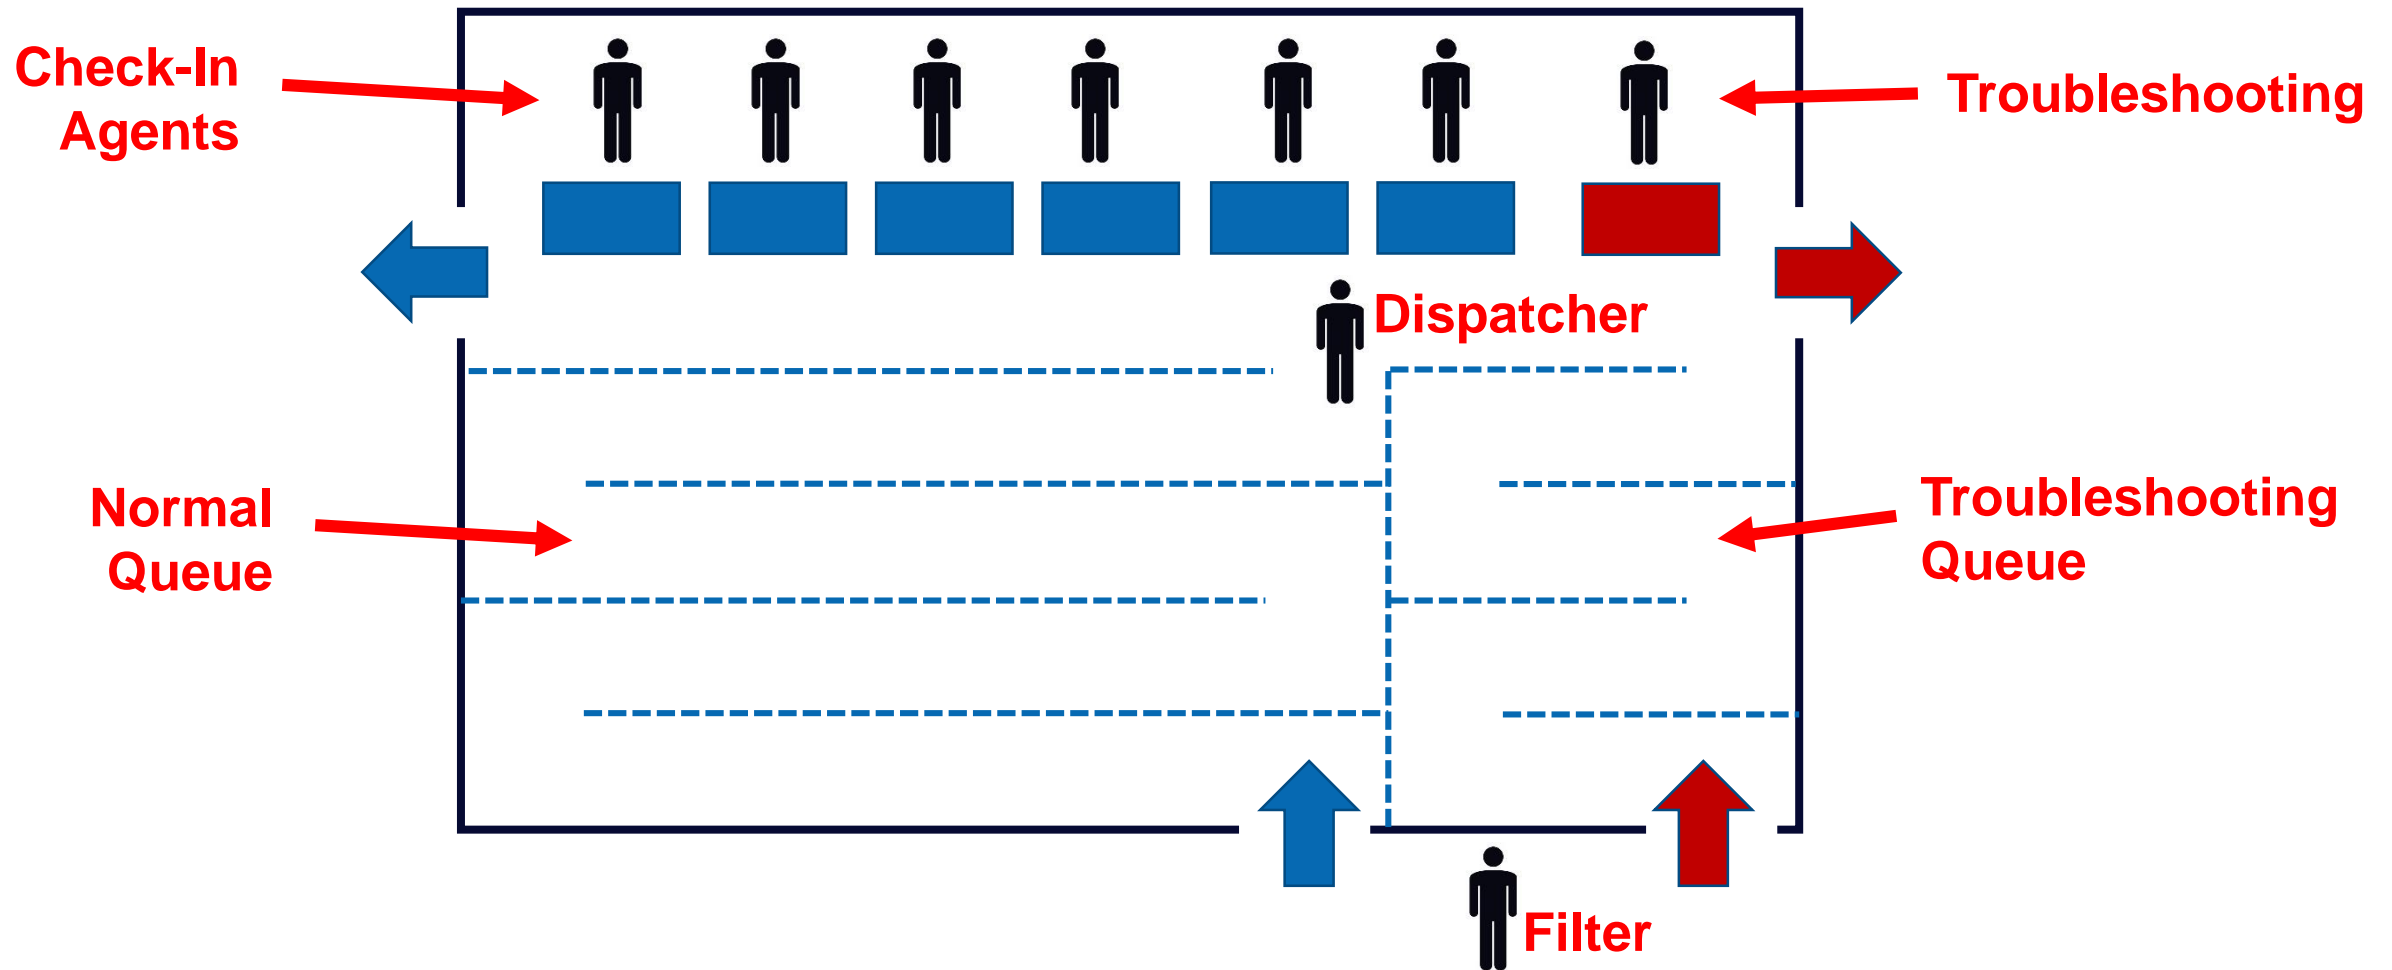 Check-In
Agents
Troubleshooting
Dispatcher
Normal
Queue
Troubleshooting
Queue
Filter